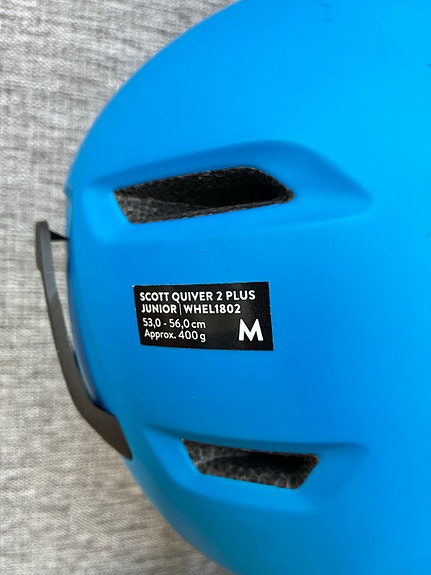 SCOTT QUIVER 2 PLUS
JUNIOR | WHEL1802
53,0 - 56,0 cm
Approx. 400 g
M